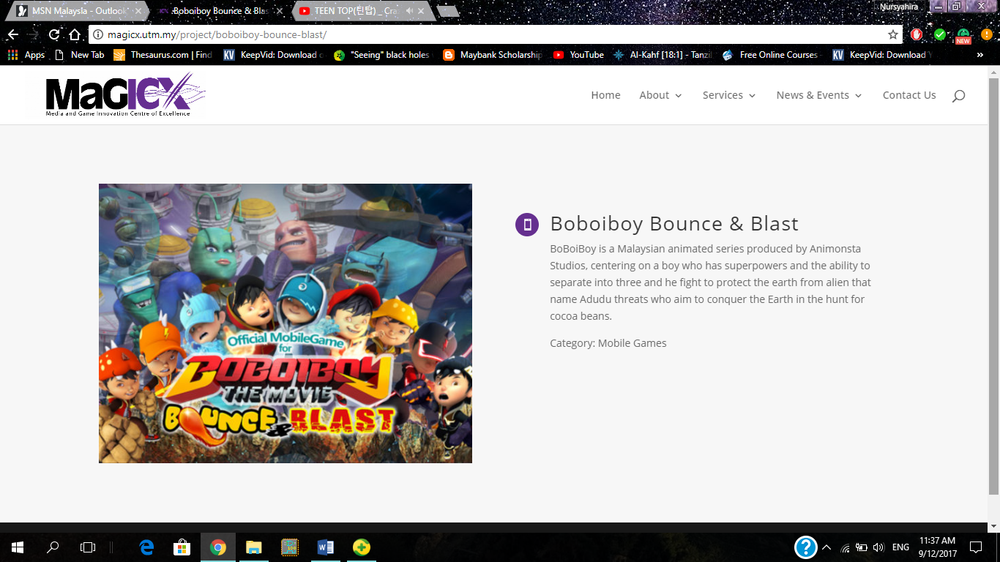 MSN Malaysia - Outlook
Boboiboy Bounce & Blas
TEEN TOP(틴탑) _ Cra
Nursyahira
magicx.utm.my/project/boboiboy-bounce-blast/
Apps
New Tab
Thesaurus.com | Find
KV
KeepVid: Download o
"Seeing" black holes
Maybank Scholarship
YouTube
Al-Kahf [18:1] - Tanzil
Free Online Courses -
KV
KeepVid: Download Y
NEW
MaGICX
Media and Game Innovation Centre of Excellence
Home
About
Services
News & Events
Contact Us
Official MobileGame
for
BOBOIBOY
THE MOVIE
BOUNCE & BLAST
Boboiboy Bounce & Blast
BoBoiBoy is a Malaysian animated series produced by Animonsta
Studios, centering on a boy who has superpowers and the ability to
separate into three and he fight to protect the earth from alien that
name Adudu threats who aim to conquer the Earth in the hunt for
cocoa beans.
Category: Mobile Games
ENG
11:37 AM
9/12/2017